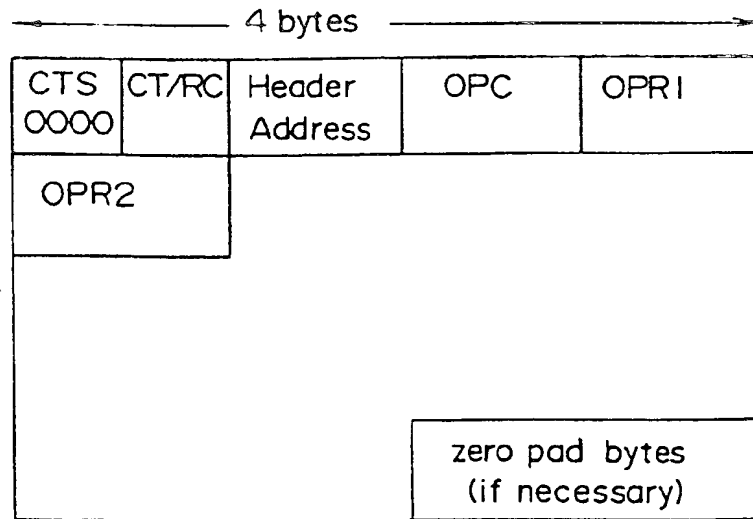 4 bytes
CTS
0000
CT/RC
Header
Address
OPC
OPR1
OPR2
zero pad bytes
(if necessary)